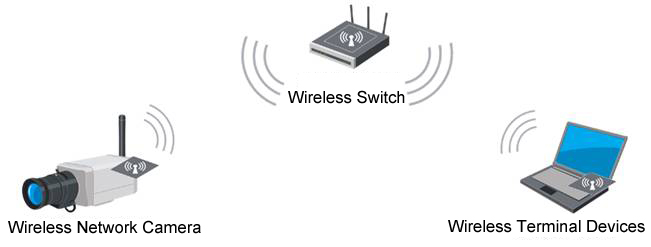 Wireless Switch
Wireless Network Camera
Wireless Terminal Devices